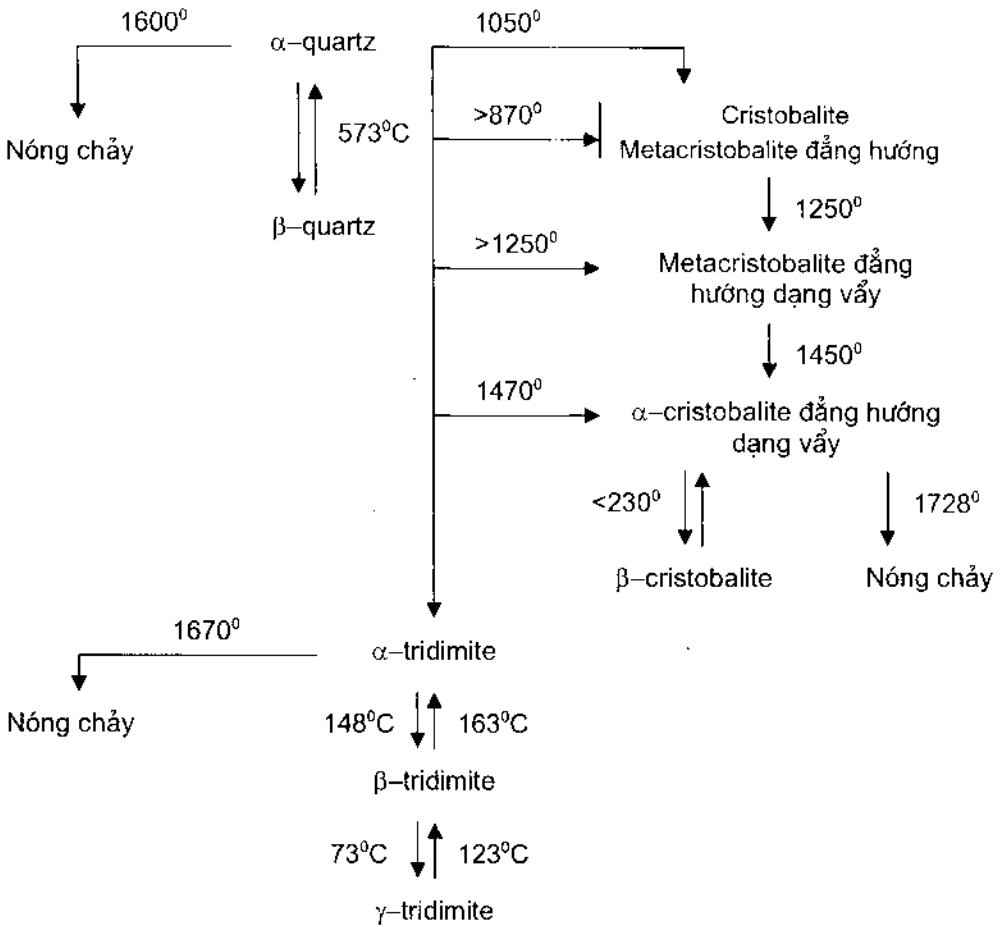 1600⁰
α–quartz
1050⁰
Nóng chảy
573⁰C
>870⁰
Cristobalite
Metacristobalite đẳng hướng
β–quartz
1250⁰
>1250⁰
Metacristobalite đẳng
hướng dạng vẩy
1450⁰
1470⁰
α–cristobalite đẳng hướng
dạng vẩy
<230⁰
1728⁰
β–cristobalite
Nóng chảy
1670⁰
α–tridimite
Nóng chảy
148⁰C
163⁰C
β–tridimite
73⁰C
123⁰C
γ–tridimite